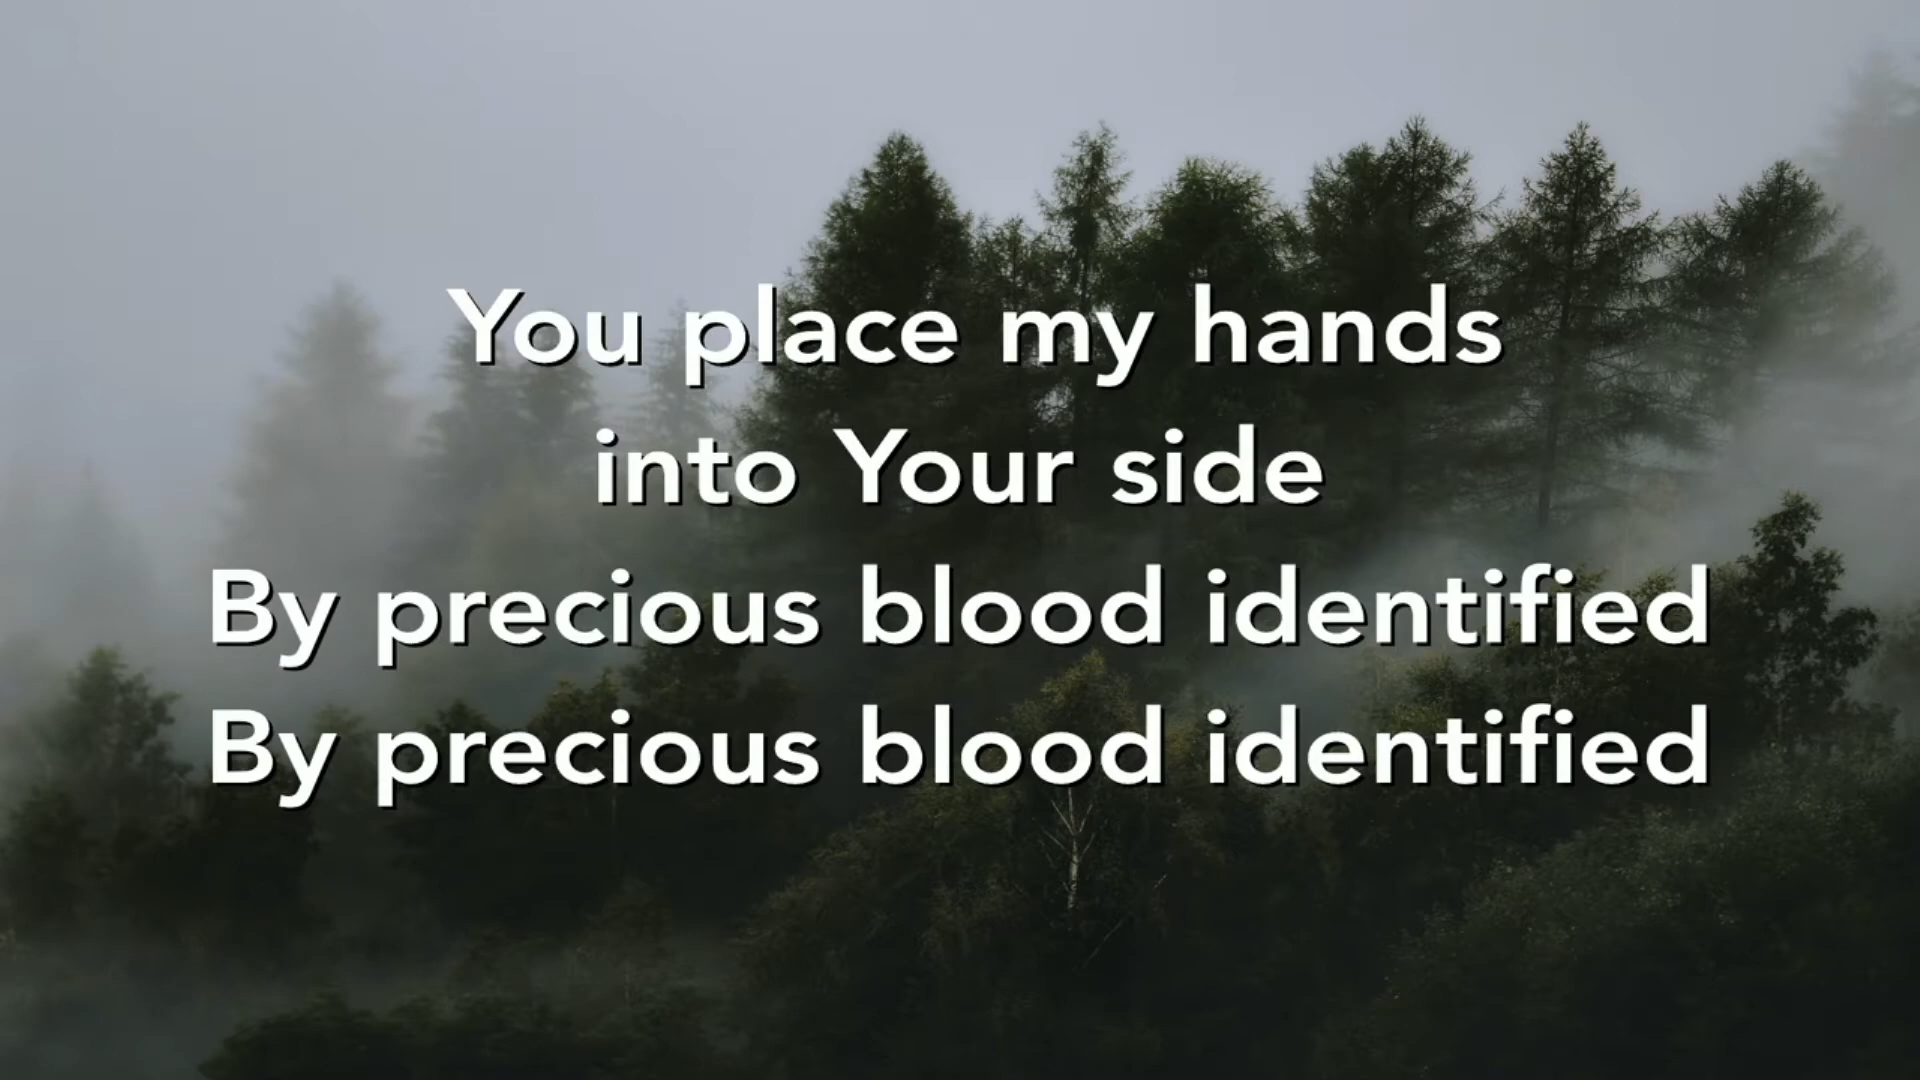 You place my hands
into Your side
By precious blood identified
By precious blood identified